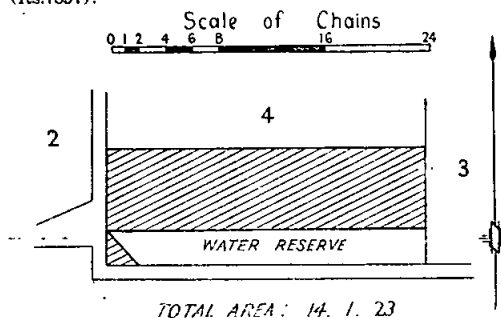 Scale of Chains
0 1 2 4 6 8 16 24
2
4
3
WATER RESERVE
TOTAL AREA: 14. 1. 23